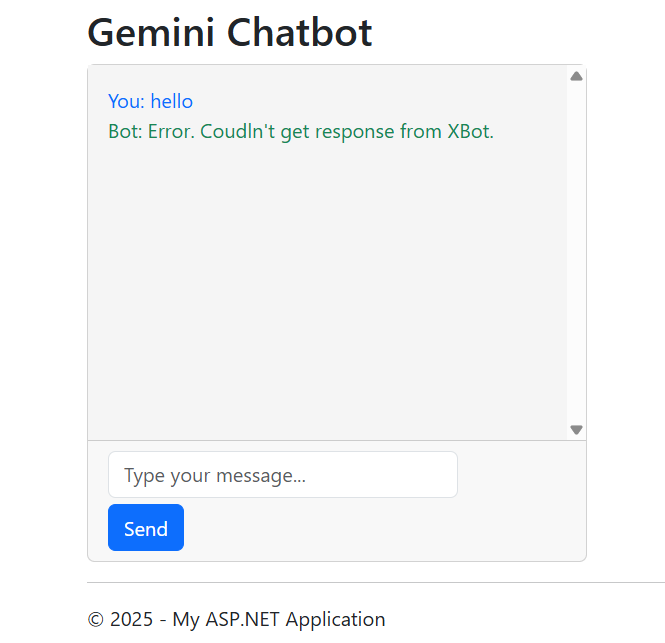 Gemini Chatbot
You: hello
Bot: Error. Coudln't get response from XBot.
Type your message...
Send
© 2025 - My ASP.NET Application